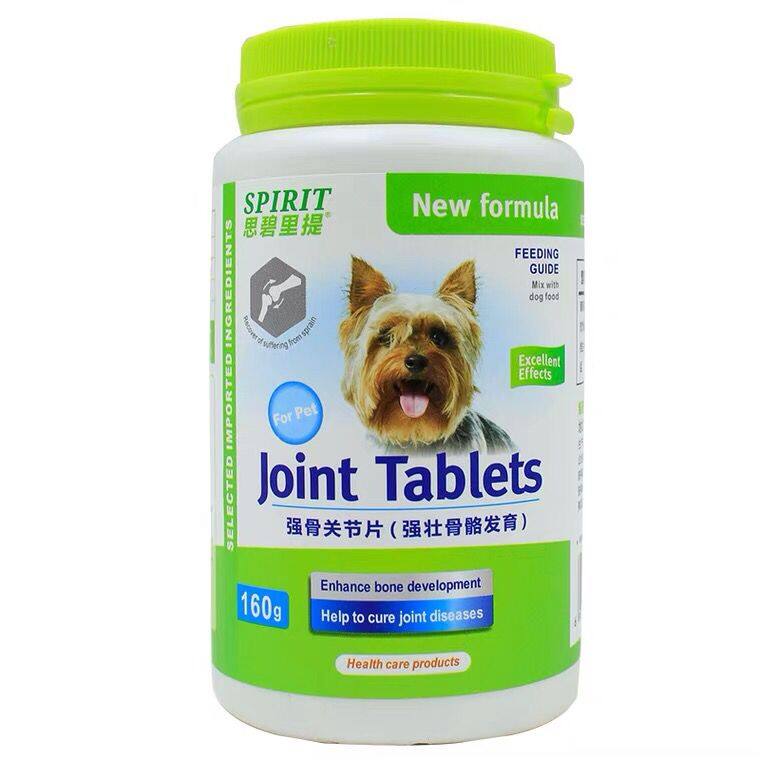 SPIRIT
思碧里提®
New formula
FEEDING
GUIDE
Mix with
dog food
Recover of suffering from sprain
SELECTED IMPORTED INGREDIENTS
Excellent
Effects
For Pet
Joint Tablets
强骨关节片(强壮骨骼发育)
160g
Enhance bone development
Help to cure joint diseases
Health care products